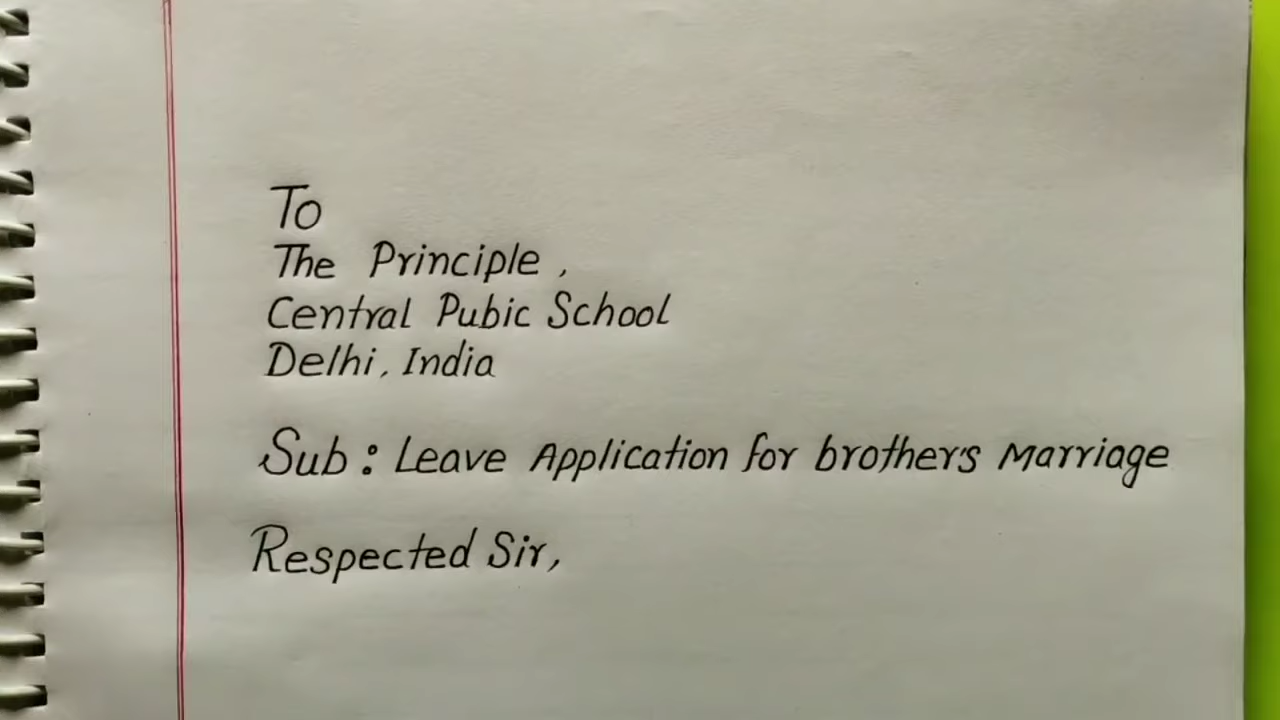 To
The Principle,
Central Pubic School
Delhi, India
Sub: Leave Application for brothers Marriage
Respected Sir,